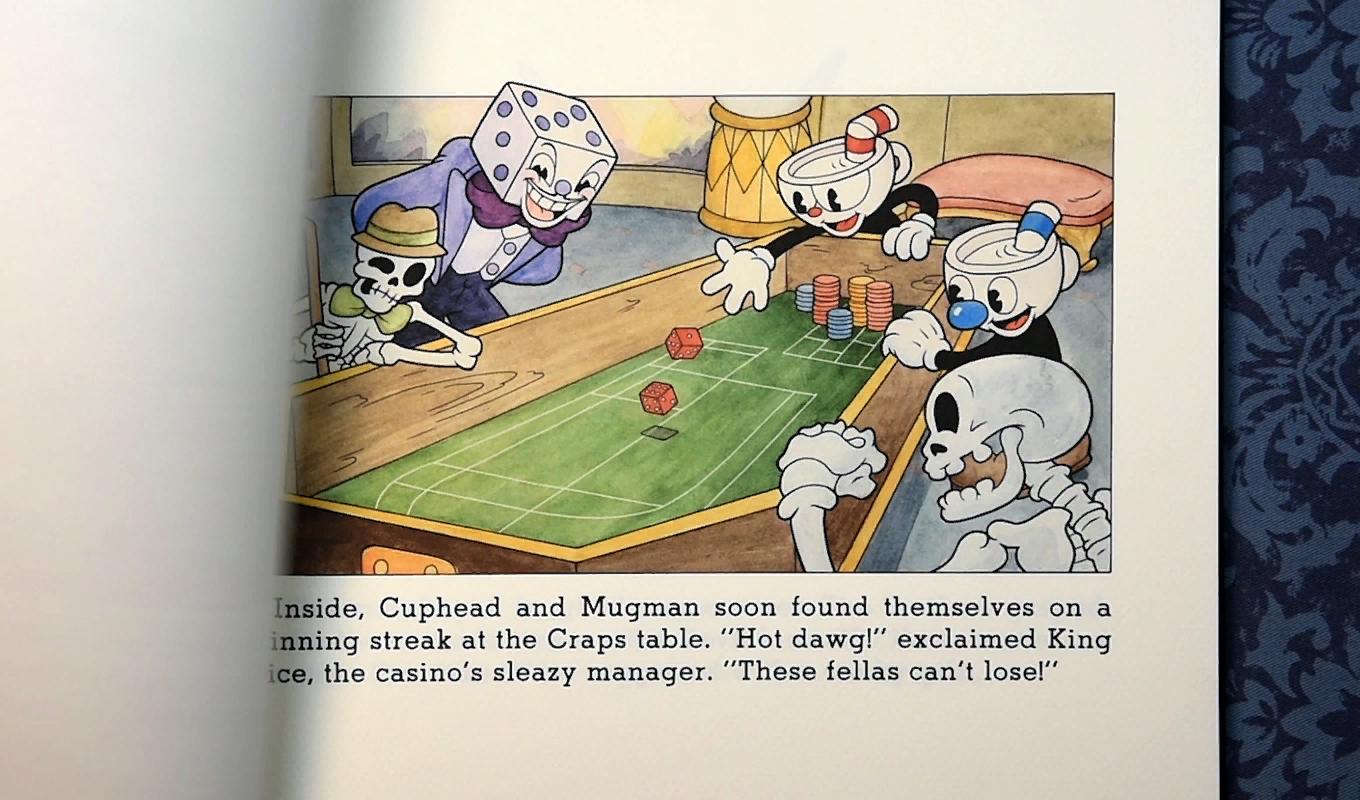 Inside, Cuphead and Mugman soon found themselves on a
inning streak at the Craps table. "Hot dawg!" exclaimed King
ice, the casino's sleazy manager. "These fellas can't lose!"